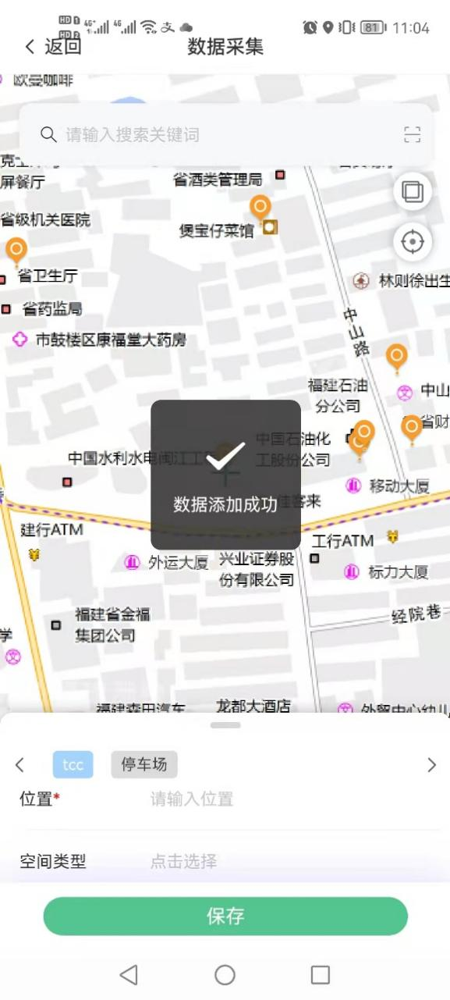 HD 1 4G+ 4G 81 11:04
HD 2
返回
数据采集
欧曼咖啡
请输入搜索关键词
屏餐厅
省酒类管理局
省级机关医院
煲宝仔菜馆
省卫生厅
林则徐出生
省药监局
中山路
市鼓楼区康福堂大药房
福建石油
分公司
中山
省财
中国石油化
工股份公司
中国水利水电闽江工
数据添加成功
佳客来
移动大厦
建行ATM
工行ATM
外运大厦
兴业证券股
份有限公司
标力大厦
福建省金福
集团公司
经院巷
学
福建森田汽车
龙都大酒店
外贸中心幼儿
tcc
停车场
位置*
请输入位置
空间类型
点击选择
保存